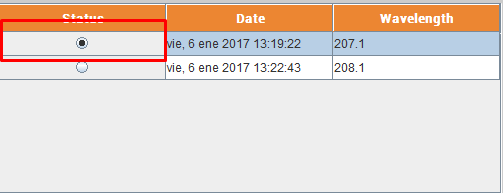 Status Date Wavelength
vie, 6 ene 2017 13:19:22 207.1
vie, 6 ene 2017 13:22:43 208.1